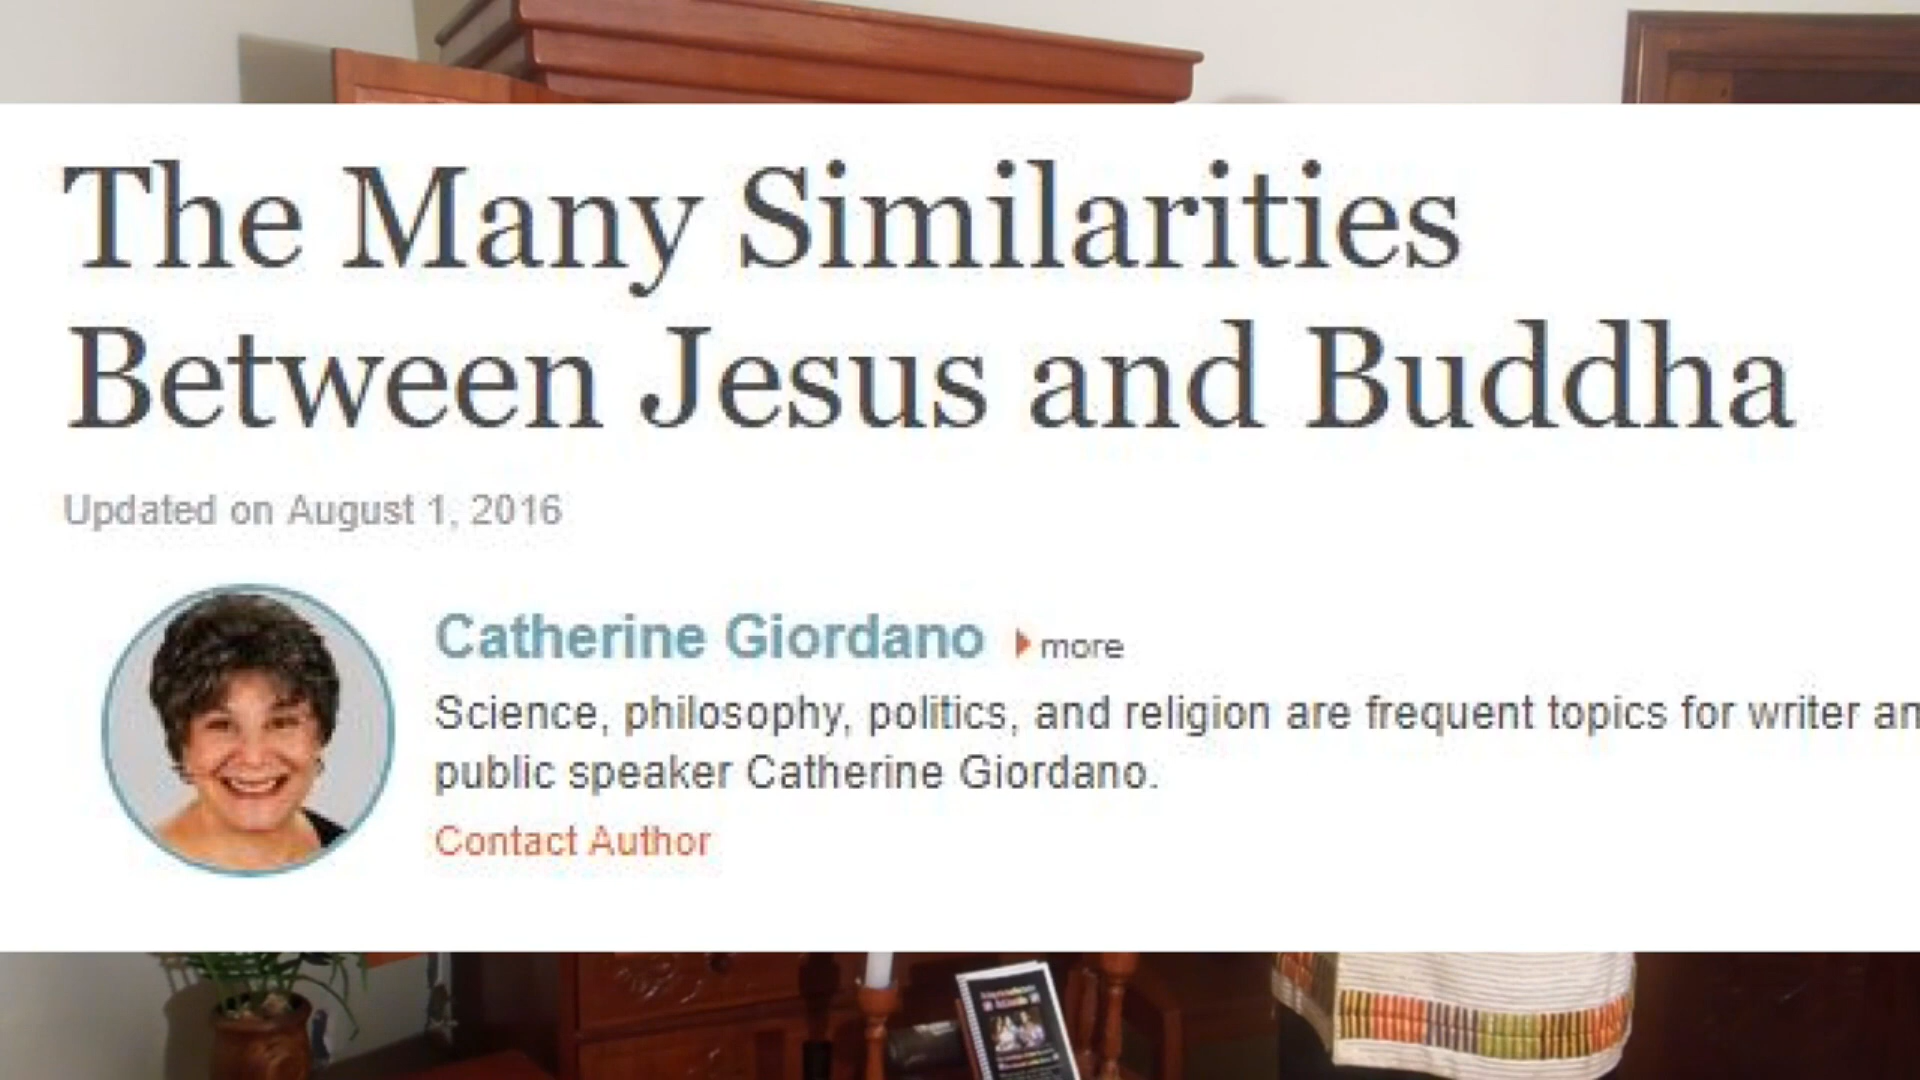 The Many Similarities
Between Jesus and Buddha
Updated on August 1, 2016
Catherine Giordano more
Science, philosophy, politics, and religion are frequent topics for writer an
public speaker Catherine Giordano.
Contact Author